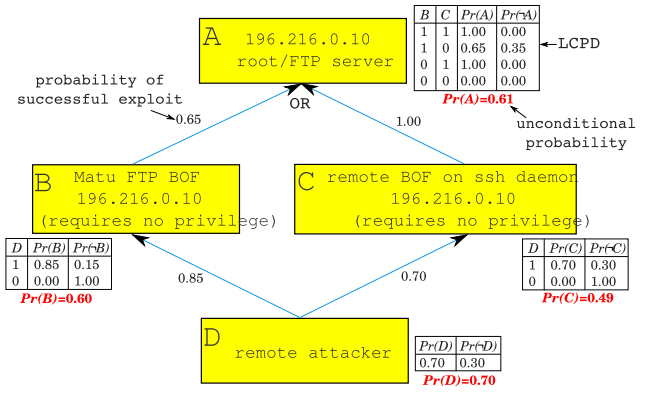 A
196.216.0.10
root/FTP server
B C Pr(A) Pr(¬A)
1 1 1.00 0.00
1 0 0.65 0.35
0 1 1.00 0.00
0 0 0.00 0.00
Pr(A)=0.61
LCPD
unconditional
probability
probability of
successful exploit
OR
0.65
1.00
B
Matu FTP BOF
196.216.0.10
(requires no privilege)
C
remote BOF on ssh daemon
196.216.0.10
(requires no privilege)
D Pr(B) Pr(¬B)
1 0.85 0.15
0 0.00 1.00
Pr(B)=0.60
D Pr(C) Pr(¬C)
1 0.70 0.30
0 0.00 1.00
Pr(C)=0.49
0.85
0.70
D
remote attacker
Pr(D) Pr(¬D)
0.70 0.30
Pr(D)=0.70